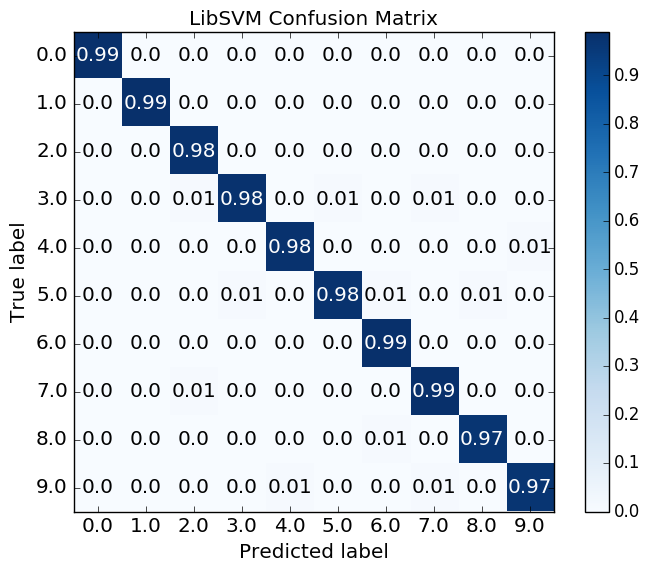 LibSVM Confusion Matrix
0.0 0.99 0.0 0.0 0.0 0.0 0.0 0.0 0.0 0.0 0.0
1.0 0.0 0.99 0.0 0.0 0.0 0.0 0.0 0.0 0.0 0.0
2.0 0.0 0.0 0.98 0.0 0.0 0.0 0.0 0.0 0.0 0.0
3.0 0.0 0.0 0.01 0.98 0.0 0.01 0.0 0.01 0.0 0.0
4.0 0.0 0.0 0.0 0.0 0.98 0.0 0.0 0.0 0.0 0.01
5.0 0.0 0.0 0.0 0.01 0.0 0.98 0.01 0.0 0.01 0.0
6.0 0.0 0.0 0.0 0.0 0.0 0.0 0.99 0.0 0.0 0.0
7.0 0.0 0.0 0.01 0.0 0.0 0.0 0.0 0.99 0.0 0.0
8.0 0.0 0.0 0.0 0.0 0.0 0.0 0.01 0.0 0.97 0.0
9.0 0.0 0.0 0.0 0.0 0.01 0.0 0.0 0.01 0.0 0.97
0.0 1.0 2.0 3.0 4.0 5.0 6.0 7.0 8.0 9.0
Predicted label
True label
0.9
0.8
0.7
0.6
0.5
0.4
0.3
0.2
0.1
0.0